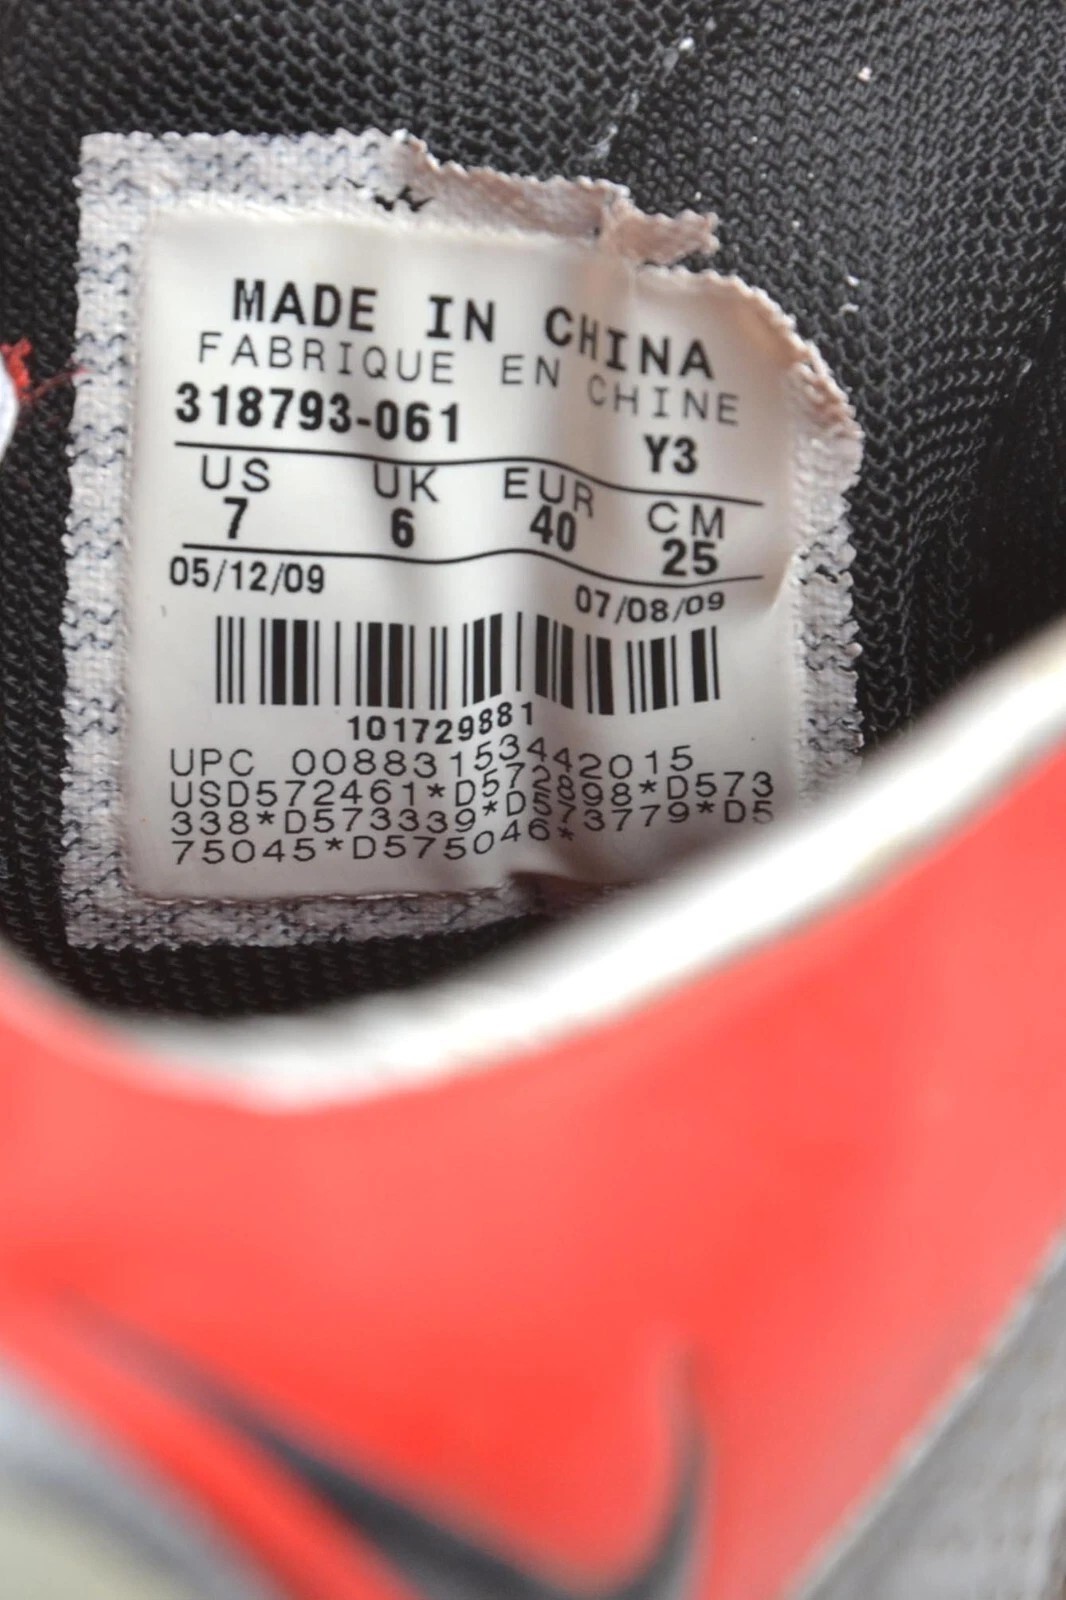 MADE IN CHINA
FABRIQUE EN CHINE
318793-061 Y3
US UK EUR CM
7 6 40 25
05/12/09 07/08/09
101729881
UPC 00883153442015
USD572461*D572898*D573
338*D573339*D573779*D5
75045*D575046*